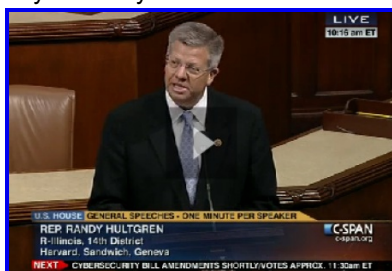 LIVE
10:16 am ET
U.S. HOUSE GENERAL SPEECHES - ONE MINUTE PER SPEAKER
REP. RANDY HULTGREN
R-Illinois, 14th District
Harvard, Sandwich, Geneva
C-SPAN
c-span.org
NEXT CYBERSECURITY BILL AMENDMENTS SHORTLY/VOTES APPROX. 11:30am ET